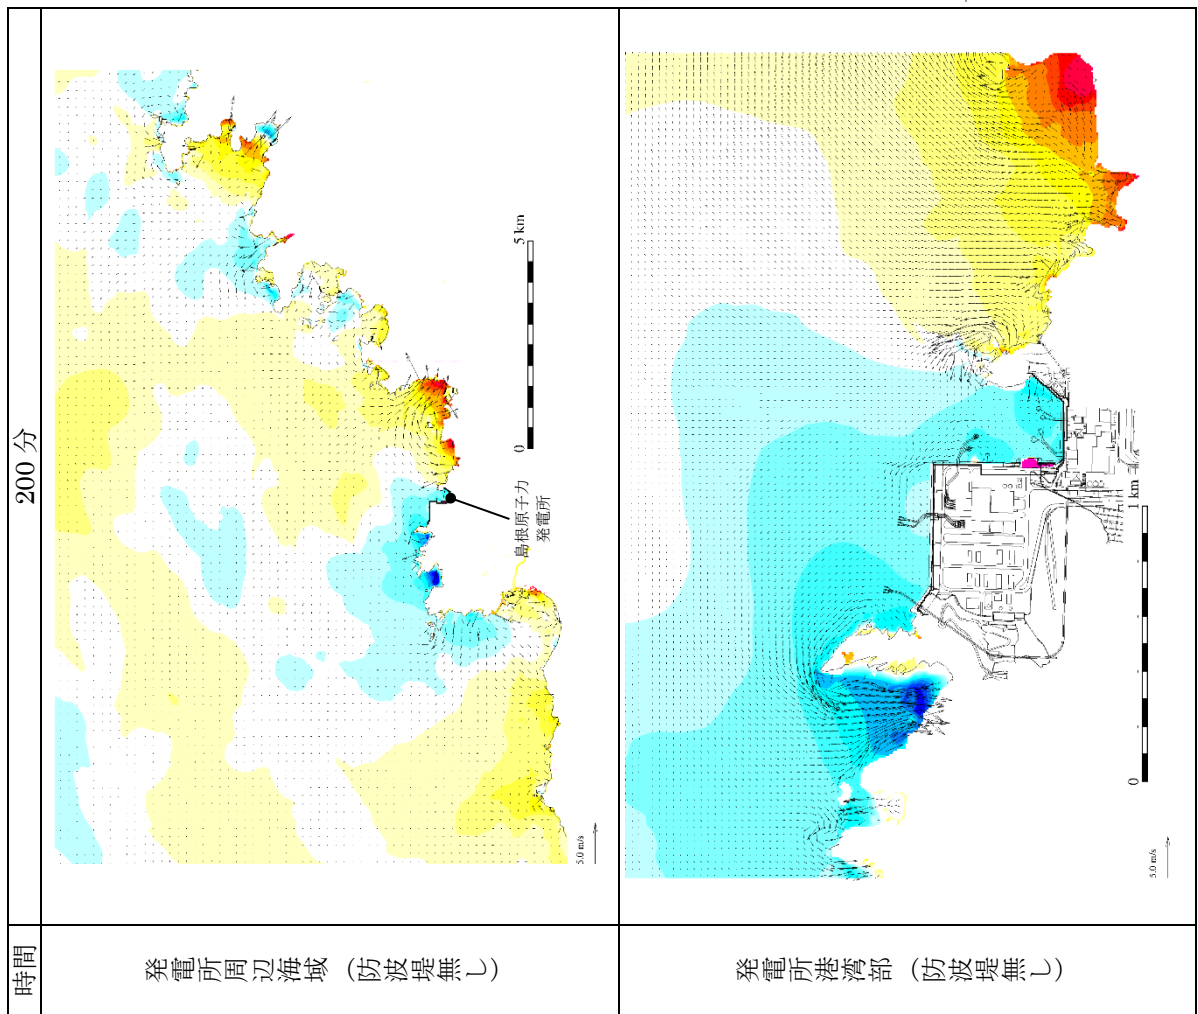 時間
200 分
発電所周辺海域 (防波堤無し)
5.0 m/s
0
5 km
島根原子力
発電所
発電所港湾部 (防波堤無し)
5.0 m/s
0
1 km